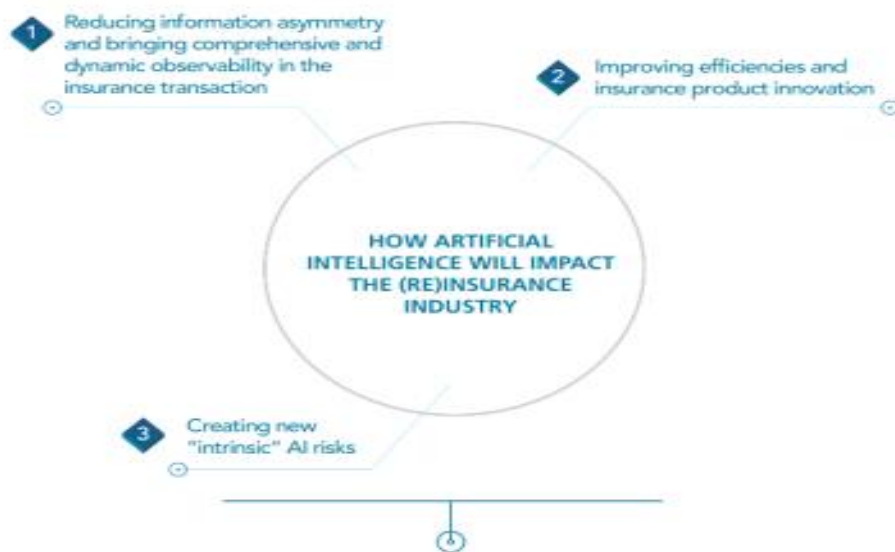 1
Reducing information asymmetry
and bringing comprehensive and
dynamic observability in the
insurance transaction
2
Improving efficiencies and
insurance product innovation
HOW ARTIFICIAL
INTELLIGENCE WILL IMPACT
THE (RE)INSURANCE
INDUSTRY
3
Creating new
"intrinsic" AI risks